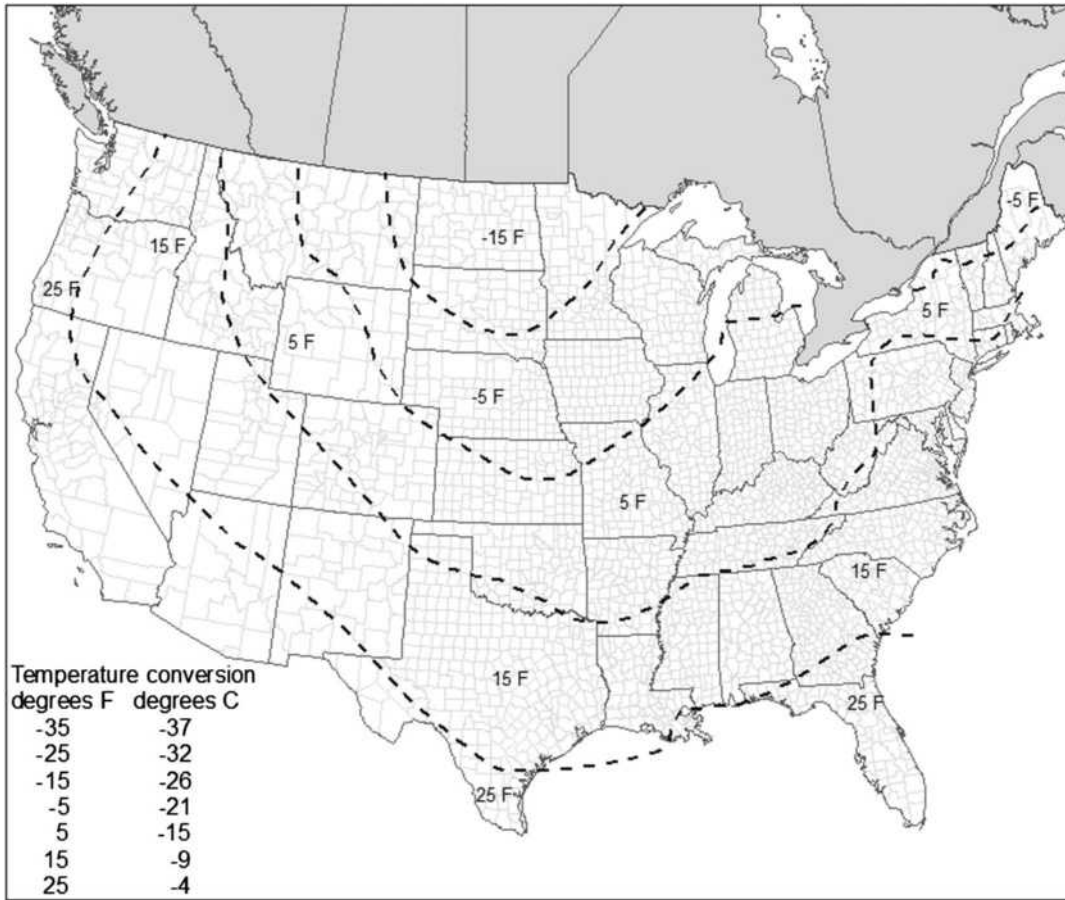 -5 F
-15 F
15 F
25 F
5 F
5 F
-5 F
5 F
15 F
15 F
25 F
25 F
Temperature conversion
degrees F degrees C
-35 -37
-25 -32
-15 -26
-5 -21
5 -15
15 -9
25 -4